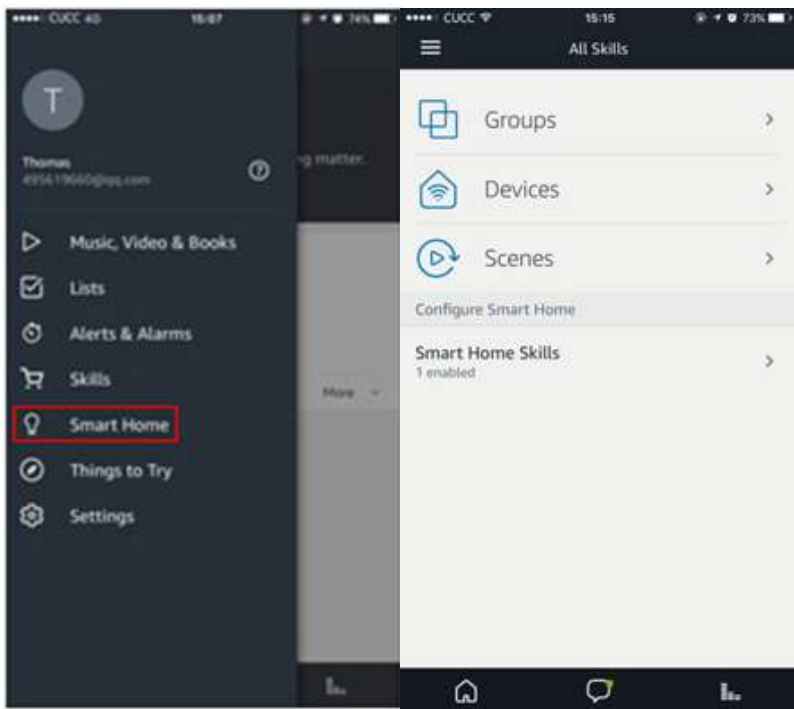 CUCC 4G 15:07 74%
T
Thomas
ng matter.
Music, Video & Books
Lists
Alerts & Alarms
Skills
More
Smart Home
Things to Try
Settings
CUCC 15:15 73%
All Skills
Groups
Devices
Scenes
Configure Smart Home
Smart Home Skills
1 enabled